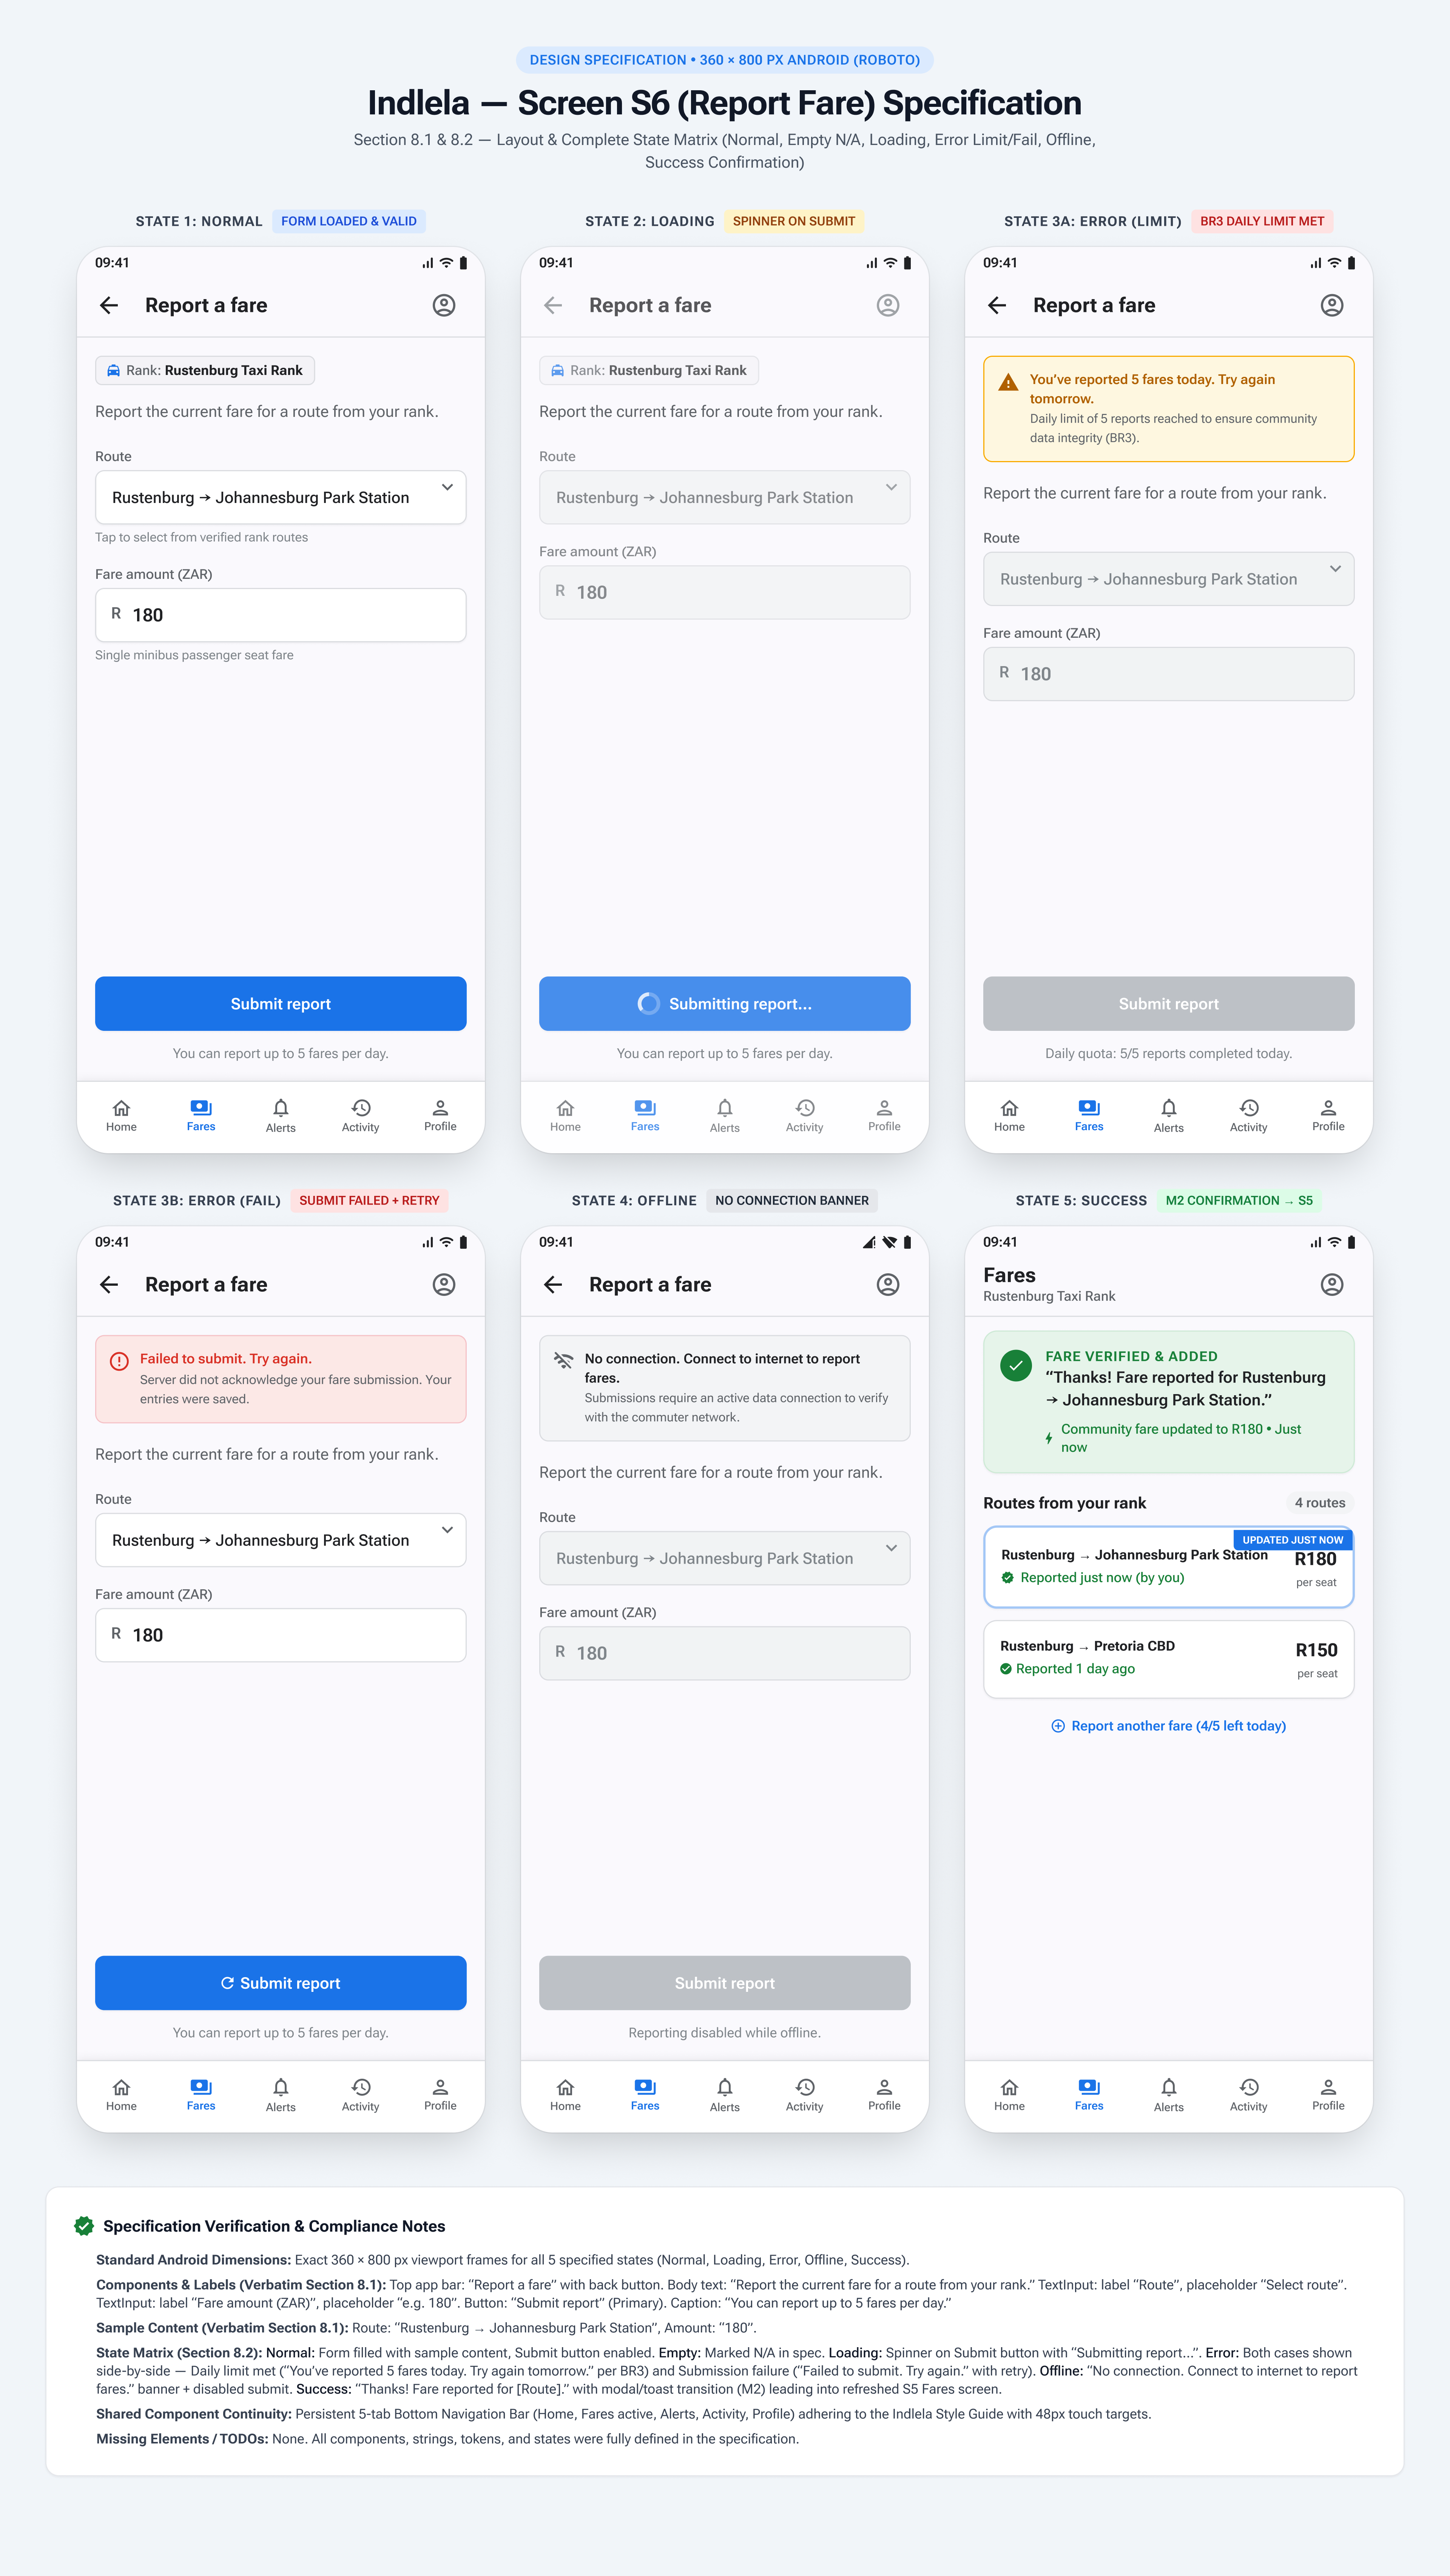 DESIGN SPECIFICATION • 360 × 800 PX ANDROID (ROBOTO)
Indlela — Screen S6 (Report Fare) Specification
Section 8.1 & 8.2 — Layout & Complete State Matrix (Normal, Empty N/A, Loading, Error Limit/Fail, Offline,
Success Confirmation)
STATE 1: NORMAL FORM LOADED & VALID
09:41
Report a fare
Rank: Rustenburg Taxi Rank
Report the current fare for a route from your rank.
Route
Rustenburg → Johannesburg Park Station
Tap to select from verified rank routes
Fare amount (ZAR)
R 180
Single minibus passenger seat fare
Submit report
You can report up to 5 fares per day.
Home Fares Alerts Activity Profile
STATE 2: LOADING SPINNER ON SUBMIT
09:41
Report a fare
Rank: Rustenburg Taxi Rank
Report the current fare for a route from your rank.
Route
Rustenburg → Johannesburg Park Station
Fare amount (ZAR)
R 180
Submitting report...
You can report up to 5 fares per day.
Home Fares Alerts Activity Profile
STATE 3A: ERROR (LIMIT) BR3 DAILY LIMIT MET
09:41
Report a fare
You’ve reported 5 fares today. Try again
tomorrow.
Daily limit of 5 reports reached to ensure community
data integrity (BR3).
Report the current fare for a route from your rank.
Route
Rustenburg → Johannesburg Park Station
Fare amount (ZAR)
R 180
Submit report
Daily quota: 5/5 reports completed today.
Home Fares Alerts Activity Profile
STATE 3B: ERROR (FAIL) SUBMIT FAILED + RETRY
09:41
Report a fare
Failed to submit. Try again.
Server did not acknowledge your fare submission. Your
entries were saved.
Report the current fare for a route from your rank.
Route
Rustenburg → Johannesburg Park Station
Fare amount (ZAR)
R 180
Submit report
You can report up to 5 fares per day.
Home Fares Alerts Activity Profile
STATE 4: OFFLINE NO CONNECTION BANNER
09:41
Report a fare
No connection. Connect to internet to report
fares.
Submissions require an active data connection to verify
with the commuter network.
Report the current fare for a route from your rank.
Route
Rustenburg → Johannesburg Park Station
Fare amount (ZAR)
R 180
Submit report
Reporting disabled while offline.
Home Fares Alerts Activity Profile
STATE 5: SUCCESS M2 CONFIRMATION → S5
09:41
Fares
Rustenburg Taxi Rank
FARE VERIFIED & ADDED
“Thanks! Fare reported for Rustenburg
→ Johannesburg Park Station.”
Community fare updated to R180 • Just
now
Routes from your rank 4 routes
UPDATED JUST NOW
Rustenburg → Johannesburg Park Station R180
Reported just now (by you) per seat
Rustenburg → Pretoria CBD R150
Reported 1 day ago per seat
Report another fare (4/5 left today)
Home Fares Alerts Activity Profile
Specification Verification & Compliance Notes
Standard Android Dimensions: Exact 360 × 800 px viewport frames for all 5 specified states (Normal, Loading, Error, Offline, Success).
Components & Labels (Verbatim Section 8.1): Top app bar: “Report a fare” with back button. Body text: “Report the current fare for a route from your rank.” TextInput: label “Route”, placeholder “Select route”.
TextInput: label “Fare amount (ZAR)”, placeholder “e.g. 180”. Button: “Submit report” (Primary). Caption: “You can report up to 5 fares per day.”
Sample Content (Verbatim Section 8.1): Route: “Rustenburg → Johannesburg Park Station”, Amount: “180”.
State Matrix (Section 8.2): Normal: Form filled with sample content, Submit button enabled. Empty: Marked N/A in spec. Loading: Spinner on Submit button with “Submitting report...”. Error: Both cases shown
side-by-side — Daily limit met (“You’ve reported 5 fares today. Try again tomorrow.” per BR3) and Submission failure (“Failed to submit. Try again.” with retry). Offline: “No connection. Connect to internet to report
fares.” banner + disabled submit. Success: “Thanks! Fare reported for [Route].” with modal/toast transition (M2) leading into refreshed S5 Fares screen.
Shared Component Continuity: Persistent 5-tab Bottom Navigation Bar (Home, Fares active, Alerts, Activity, Profile) adhering to the Indlela Style Guide with 48px touch targets.
Missing Elements / TODOs: None. All components, strings, tokens, and states were fully defined in the specification.